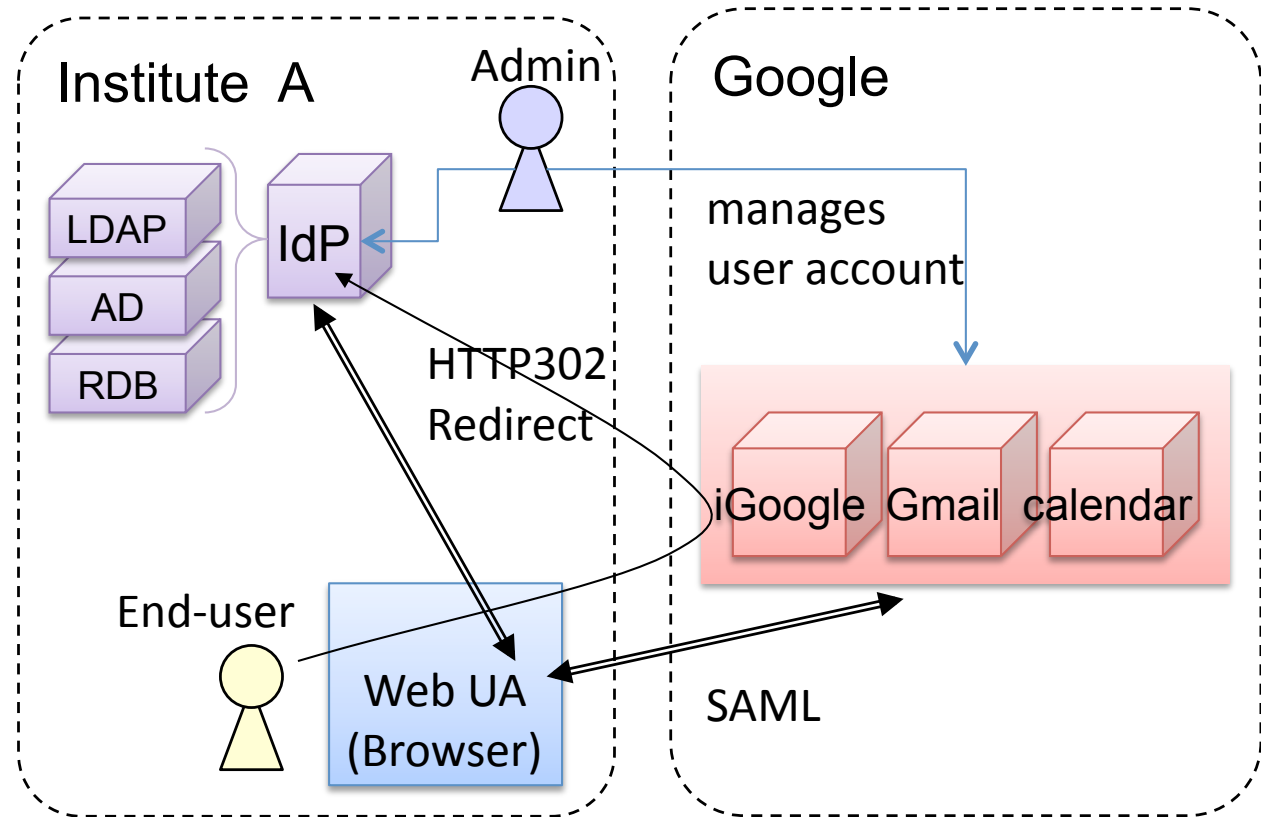 Institute A
Admin
Google
LDAP
AD
RDB
IdP
manages
user account
HTTP302
Redirect
iGoogle
Gmail
calendar
End-user
Web UA
(Browser)
SAML